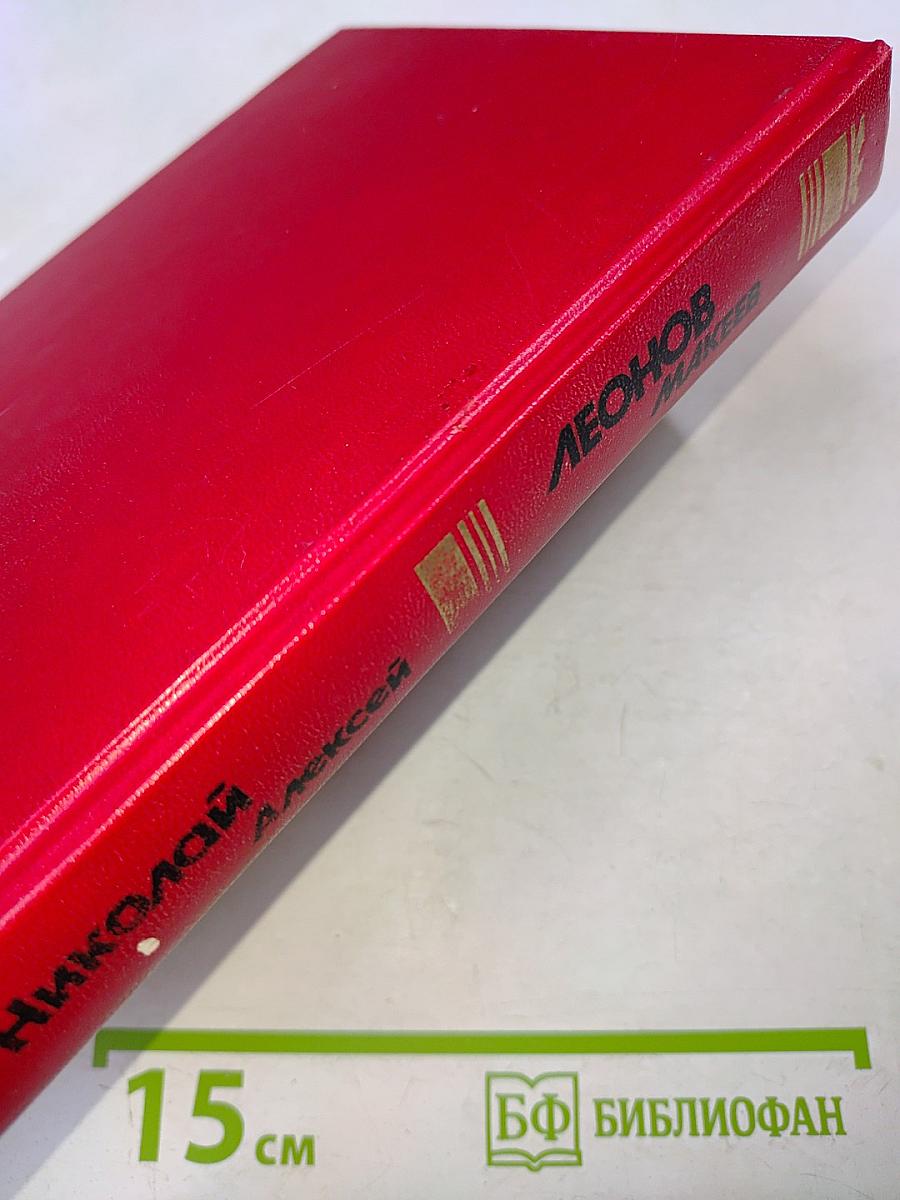 Николай
Алексей
ЛЕОНОВ
МАКЕЕВ
15 см
БФ БИБЛИОФАН